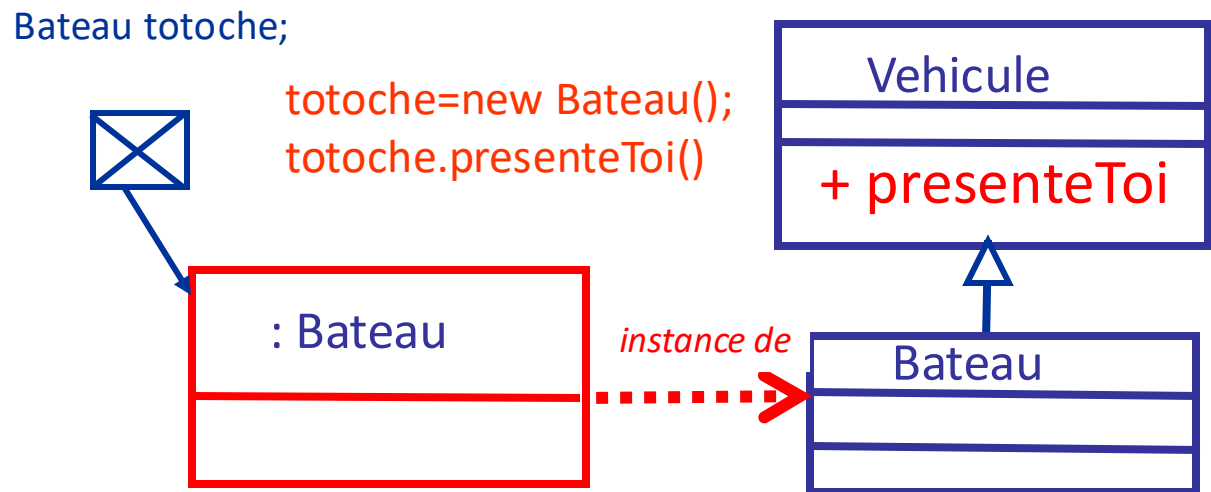 Bateau totoche;
totoche=new Bateau();
totoche.presenteToi()
Vehicule
+ presenteToi
: Bateau
instance de
Bateau